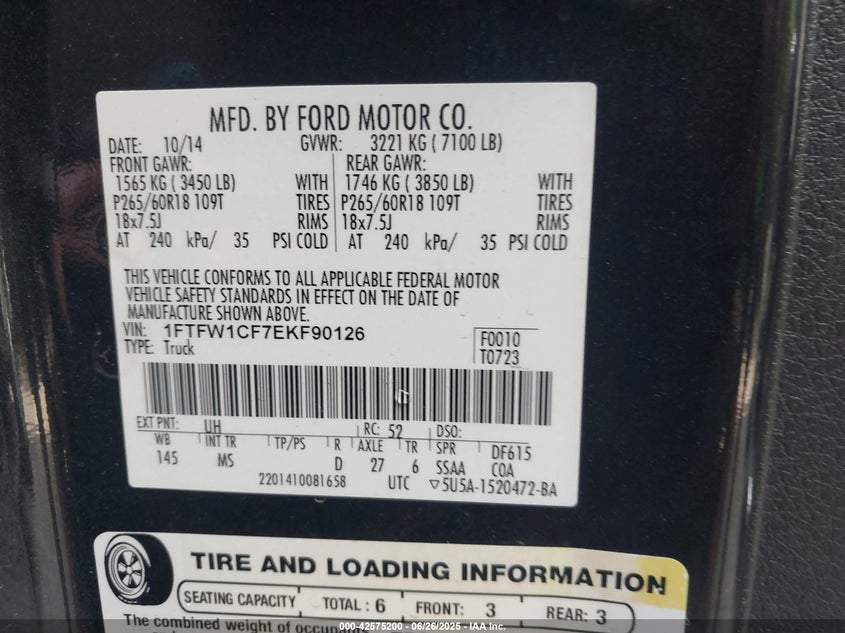 MFD. BY FORD MOTOR CO.
DATE: 10/14 GVWR: 3221 KG ( 7100 LB)
FRONT GAWR: REAR GAWR:
1565 KG ( 3450 LB) WITH 1746 KG ( 3850 LB) WITH
P265/60R18 109T TIRES P265/60R18 109T TIRES
18x7.5J RIMS 18x7.5J RIMS
AT 240 kPa/ 35 PSI COLD AT 240 kPa/ 35 PSI COLD
THIS VEHICLE CONFORMS TO ALL APPLICABLE FEDERAL MOTOR
VEHICLE SAFETY STANDARDS IN EFFECT ON THE DATE OF
MANUFACTURE SHOWN ABOVE.
VIN: 1FTFW1CF7EKF90126 F0010
TYPE: Truck T0723
EXT PNT: UH RC: 52 DSO:
WB INT TR TP/PS R AXLE TR SPR DF615
145 MS D 27 6 SSAA COA
2201410081658 UTC ▽5U5A-1520472-BA
TIRE AND LOADING INFORMATION
SEATING CAPACITY TOTAL : 6 FRONT: 3 REAR: 3
The combined weight of occupants
000-42575200 - 06/26/2025 - IAA Inc.